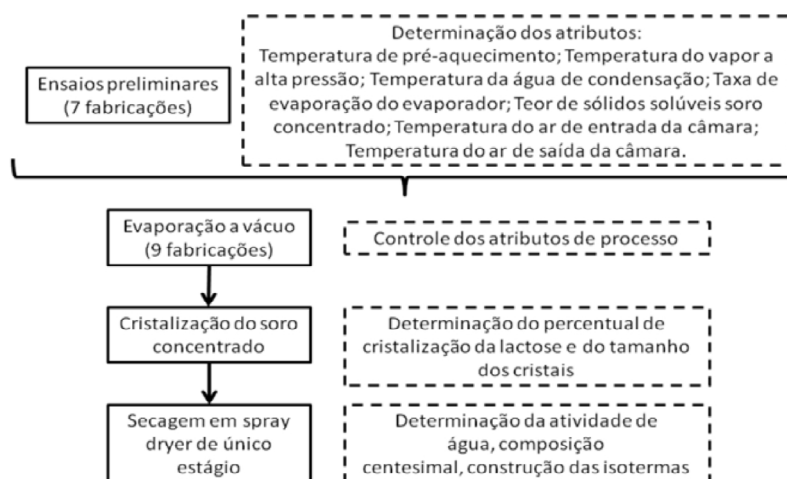 Ensaios preliminares
(7 fabricações)
Determinação dos atributos:
Temperatura de pré-aquecimento; Temperatura do vapor a
alta pressão; Temperatura da água de condensação; Taxa de
evaporação do evaporador; Teor de sólidos solúveis soro
concentrado; Temperatura do ar de entrada da câmara;
Temperatura do ar de saída da câmara.
Evaporação a vácuo
(9 fabricações)
Controle dos atributos de processo
Cristalização do soro
concentrado
Determinação do percentual de
cristalização da lactose e do tamanho
dos cristais
Secagem em spray
dryer de único
estágio
Determinação da atividade de
água, composição
centesimal, construção das isotermas